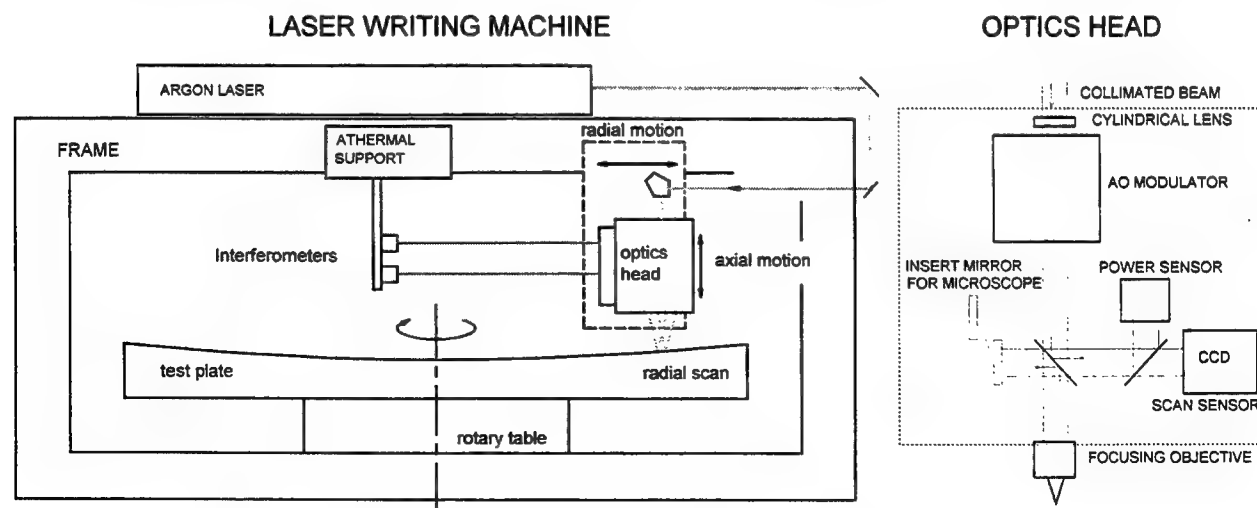 LASER WRITING MACHINE
OPTICS HEAD
ARGON LASER
COLLIMATED BEAM
CYLINDRICAL LENS
FRAME
ATHERMAL
SUPPORT
radial motion
AO MODULATOR
Interferometers
optics
head
axial motion
INSERT MIRROR
FOR MICROSCOPE
POWER SENSOR
test plate
radial scan
CCD
SCAN SENSOR
rotary table
FOCUSING OBJECTIVE